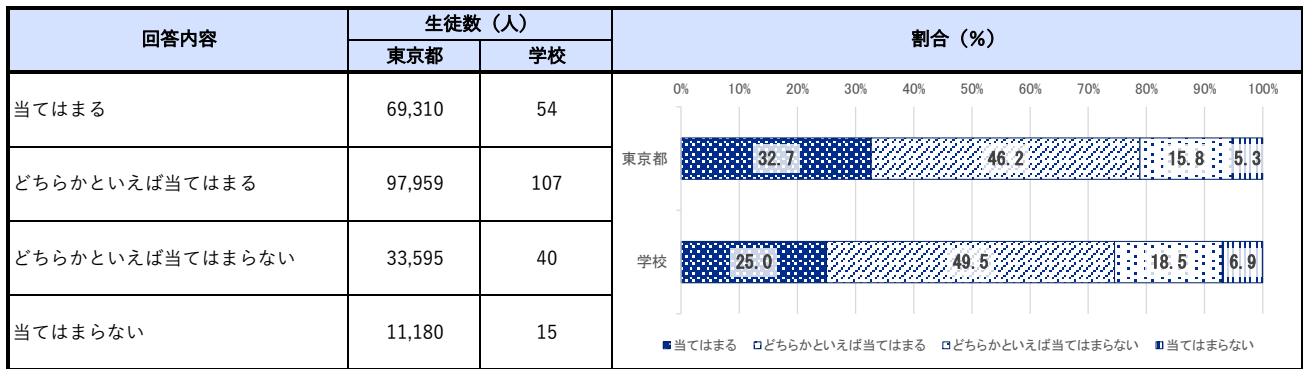 回答内容
生徒数（人）
割合（%）
東京都
学校
当てはまる
69,310
54
どちらかといえば当てはまる
97,959
107
どちらかといえば当てはまらない
33,595
40
当てはまらない
11,180
15
0% 10% 20% 30% 40% 50% 60% 70% 80% 90% 100%
東京都 32.7 46.2 15.8 5.3
学校 25.0 49.5 18.5 6.9
当てはまる どちらかといえば当てはまる どちらかといえば当てはまらない 当てはまらない